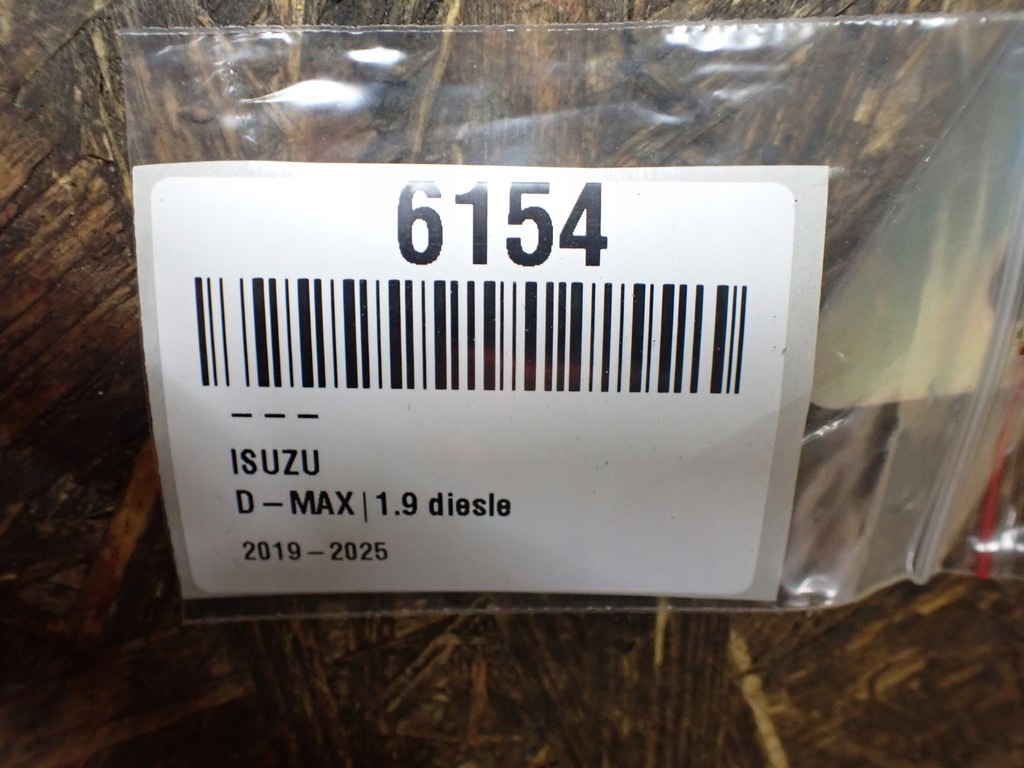 6154
– – –
ISUZU
D – MAX | 1.9 diesle
2019 – 2025